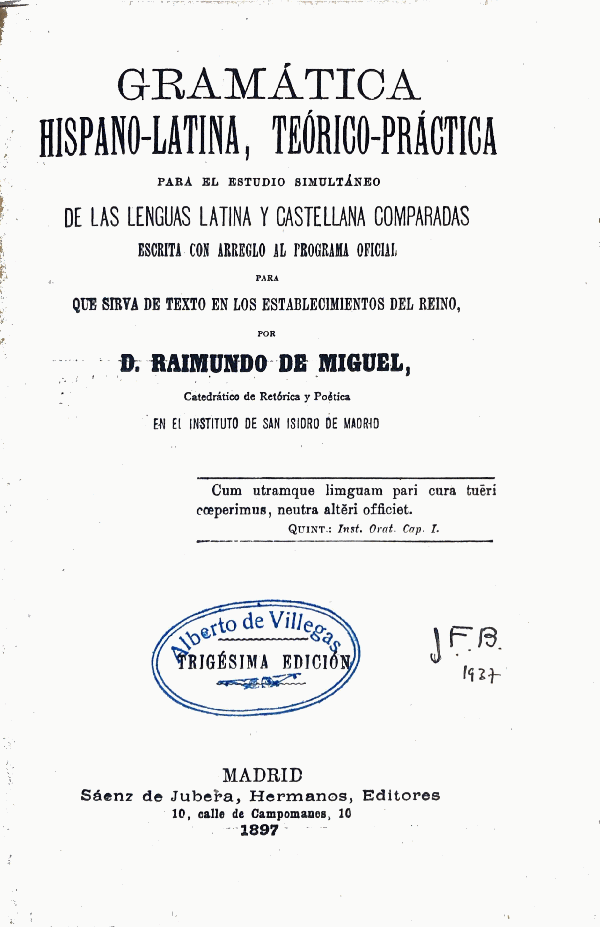 GRAMÁTICA
HISPANO-LATINA, TEÓRICO-PRÁCTICA
PARA EL ESTUDIO SIMULTÁNEO
DE LAS LENGUAS LATINA Y CASTELLANA COMPARADAS
ESCRITA CON ARREGLO AL PROGRAMA OFICIAL
PARA
QUE SIRVA DE TEXTO EN LOS ESTABLECIMIENTOS DEL REINO,
POR
D. RAIMUNDO DE MIGUEL,
Catedrático de Retórica y Poética
EN EL INSTITUTO DE SAN ISIDRO DE MADRID
Cum utramque limguam pari cura tuēri
cœperimus, neutra altĕri officiet.
QUINT.: Inst. Orat. Cap. I.
Alberto de Villegas
TRIGÉSIMA EDICIÓN
J.F.B.
1937
MADRID
Sáenz de Jubera, Hermanos, Editores
10, calle de Campomanes, 10
1897